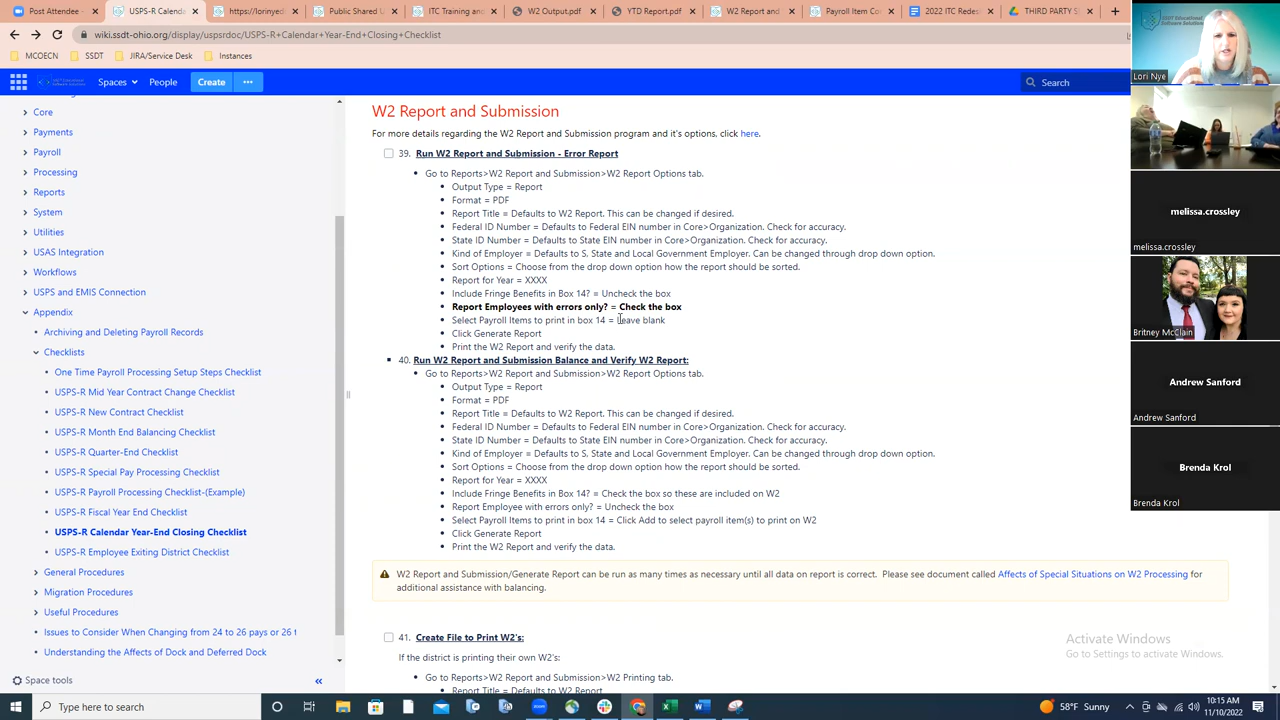 lorinye
Public Shared U
ITC Training an
W2 Output.pdf
YTD Report.pdf
W2 Report and
Payroll Item Co
2022 ITC Redes
THIRD PARTY S
wiki.ssdt-ohio.org/display/uspsrdoc/USPS-R+Calendar+Year-End+Closing+Checklist
MCOECN
SSDT
JIRA/Service Desk
Instances
Spaces
People
Create
Search
Core
Payments
Payroll
Processing
Reports
System
Utilities
USAS Integration
Workflows
USPS and EMIS Connection
Appendix
Archiving and Deleting Payroll Records
Checklists
One Time Payroll Processing Setup Steps Checklist
USPS-R Mid Year Contract Change Checklist
USPS-R New Contract Checklist
USPS-R Month End Balancing Checklist
USPS-R Quarter-End Checklist
USPS-R Special Pay Processing Checklist
USPS-R Payroll Processing Checklist-(Example)
USPS-R Fiscal Year End Checklist
USPS-R Calendar Year-End Closing Checklist
USPS-R Employee Exiting District Checklist
General Procedures
Migration Procedures
Useful Procedures
Issues to Consider When Changing from 24 to 26 pays or 26 t
Understanding the Affects of Dock and Deferred Dock
Space tools
W2 Report and Submission
For more details regarding the W2 Report and Submission program and it's options, click here.
39. Run W2 Report and Submission - Error Report
Go to Reports>W2 Report and Submission>W2 Report Options tab.
Output Type = Report
Format = PDF
Report Title = Defaults to W2 Report. This can be changed if desired.
Federal ID Number = Defaults to Federal EIN number in Core>Organization. Check for accuracy.
State ID Number = Defaults to State EIN number in Core>Organization. Check for accuracy.
Kind of Employer = Defaults to S, State and Local Government Employer. Can be changed through drop down option.
Sort Options = Choose from the drop down option how the report should be sorted.
Report for Year = XXXX
Include Fringe Benefits in Box 14? = Uncheck the box
Report Employees with errors only? = Check the box
Select Payroll Items to print in box 14 = Leave blank
Click Generate Report
Print the W2 Report and verify the data.
40. Run W2 Report and Submission Balance and Verify W2 Report:
Go to Reports>W2 Report and Submission>W2 Report Options tab.
Output Type = Report
Format = PDF
Report Title = Defaults to W2 Report. This can be changed if desired.
Federal ID Number = Defaults to Federal EIN number in Core>Organization. Check for accuracy.
State ID Number = Defaults to State EIN number in Core>Organization. Check for accuracy.
Kind of Employer = Defaults to S, State and Local Government Employer. Can be changed through drop down option.
Sort Options = Choose from the drop down option how the report should be sorted.
Report for Year = XXXX
Include Fringe Benefits in Box 14? = Check the box so these are included on W2
Report Employee with errors only? = Uncheck the box
Select Payroll Items to print in box 14 = Click Add to select payroll item(s) to print on W2
Click Generate Report
Print the W2 Report and verify the data.
W2 Report and Submission/Generate Report can be run as many times as necessary until all data on report is correct. Please see document called Affects of Special Situations on W2 Processing for
additional assistance with balancing.
41. Create File to Print W2's:
If the district is printing their own W2's:
Go to Reports>W2 Report and Submission>W2 Printing tab.
Report Title = Defaults to W2 Report
SSDT Educational
Software Solutions
Lori Nye
melissa.crossley
melissa.crossley
Britney McClain
Andrew Sanford
Andrew Sanford
Brenda Krol
Brenda Krol
Activate Windows
Go to Settings to activate Windows.
Type here to search
58°F Sunny
10:15 AM
11/10/2022